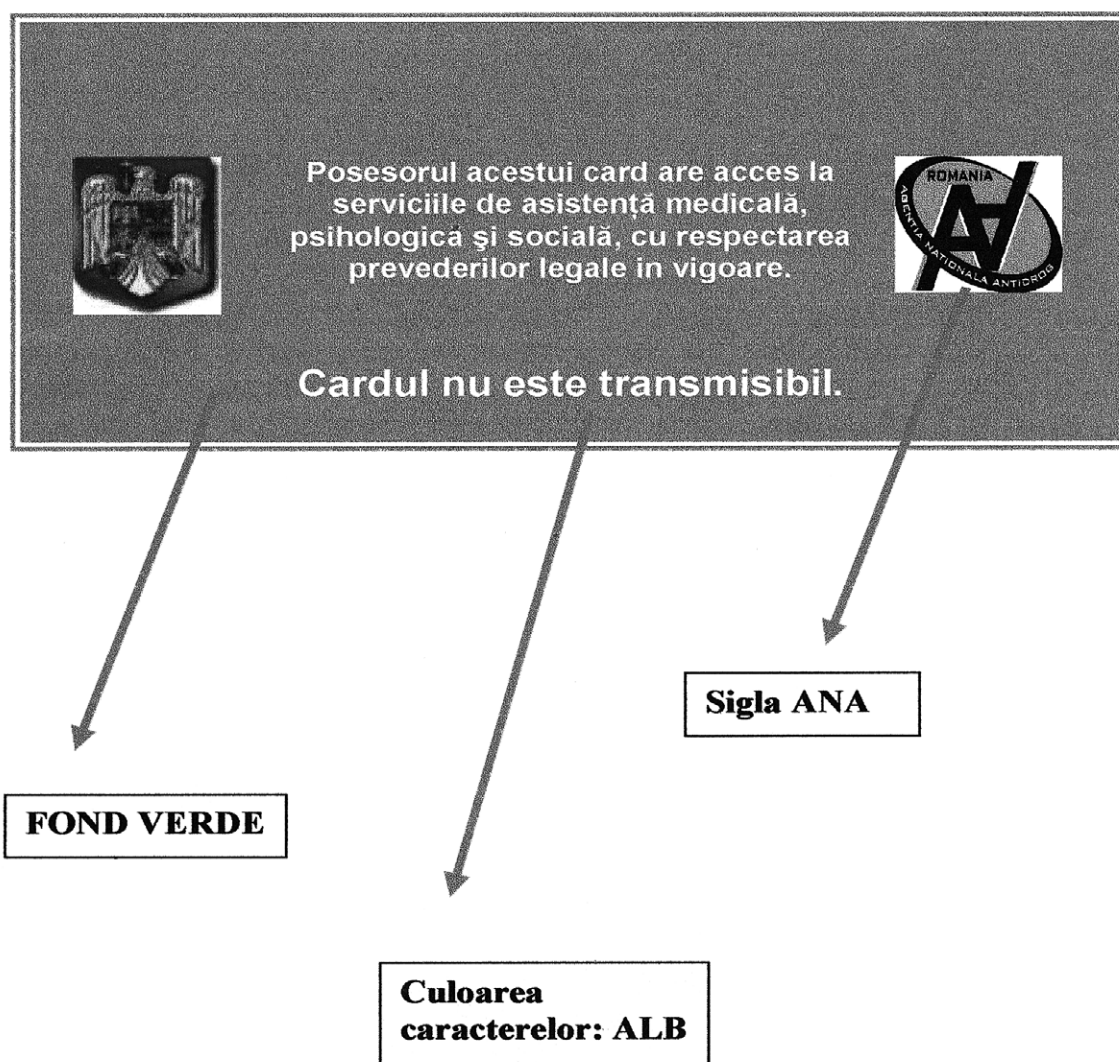 Posesorul acestui card are acces la
serviciile de asistență medicală,
psihologică şi socială, cu respectarea
prevederilor legale in vigoare.
ROMANIA
AGENTIA NATIONALA ANTIDROG
Cardul nu este transmisibil.
Sigla ANA
FOND VERDE
Culoarea
caracterelor: ALB